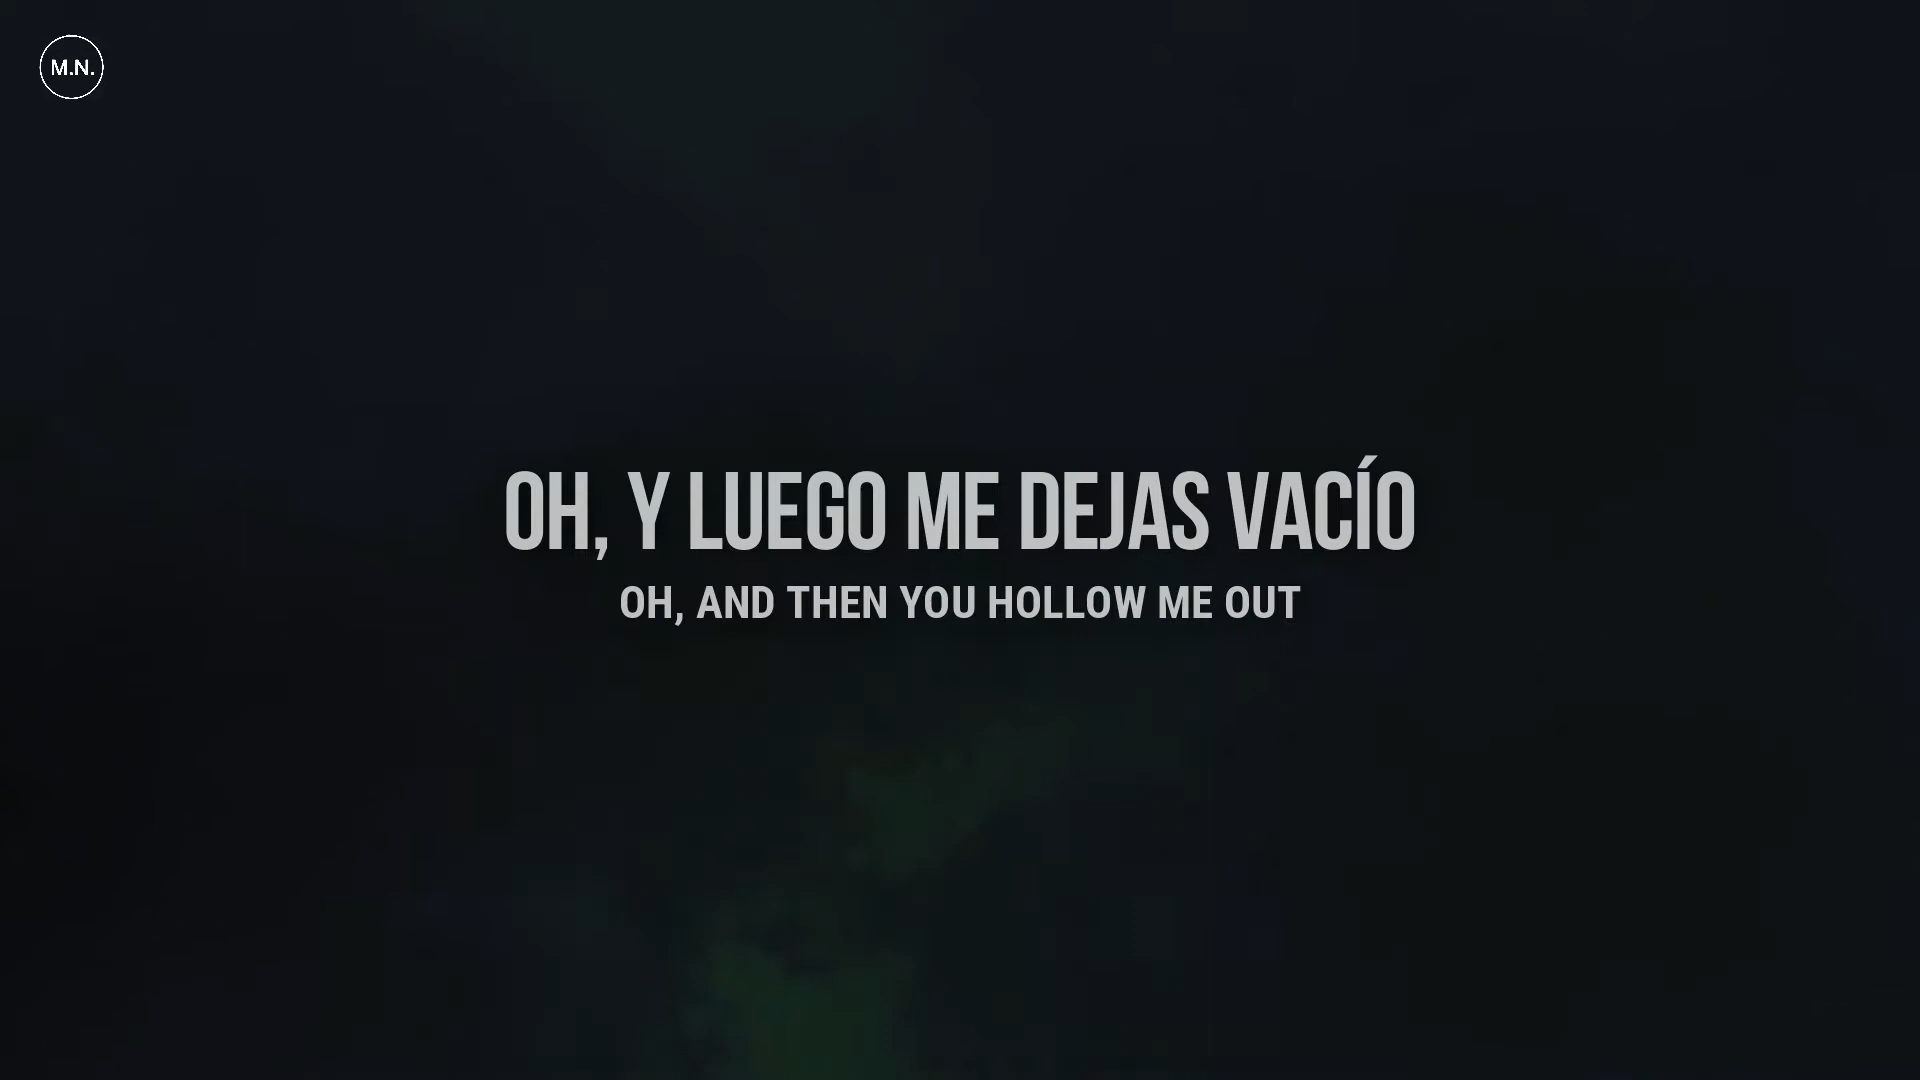 M.N.
OH, Y LUEGO ME DEJAS VACÍO
OH, AND THEN YOU HOLLOW ME OUT